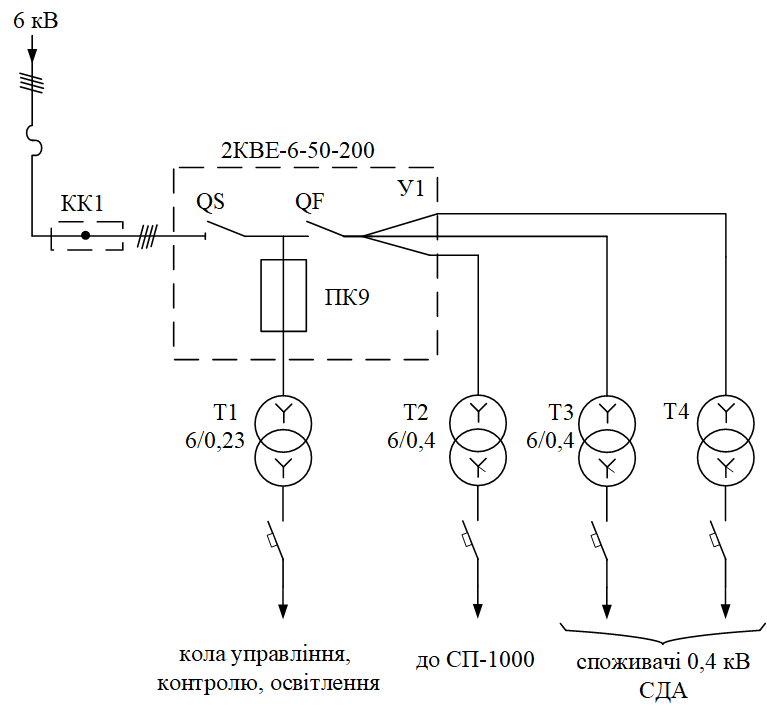 6 кВ
2КВЕ-6-50-200
КК1
QS
QF
У1
ПК9
Т1
6/0,23
Т2
6/0,4
Т3
6/0,4
Т4
кола управління,
контролю, освітлення
до СП-1000
споживачі 0,4 кВ
СДА